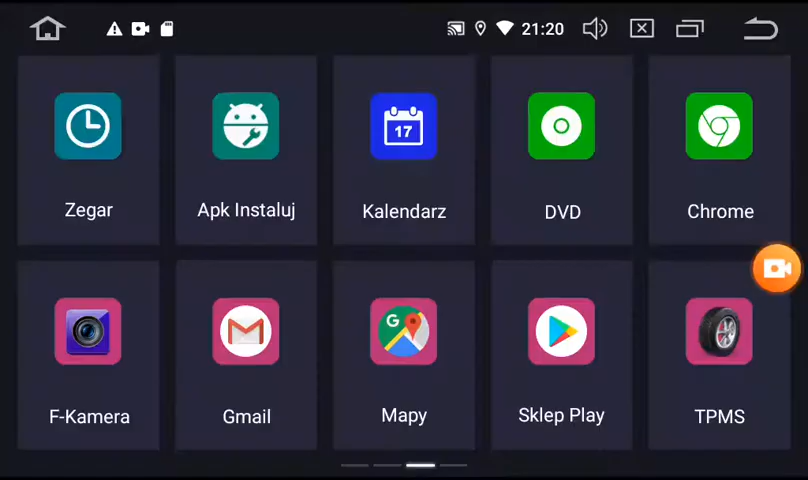 21:20
Zegar
Apk Instaluj
17
Kalendarz
DVD
Chrome
F-Kamera
Gmail
G
Mapy
Sklep Play
TPMS